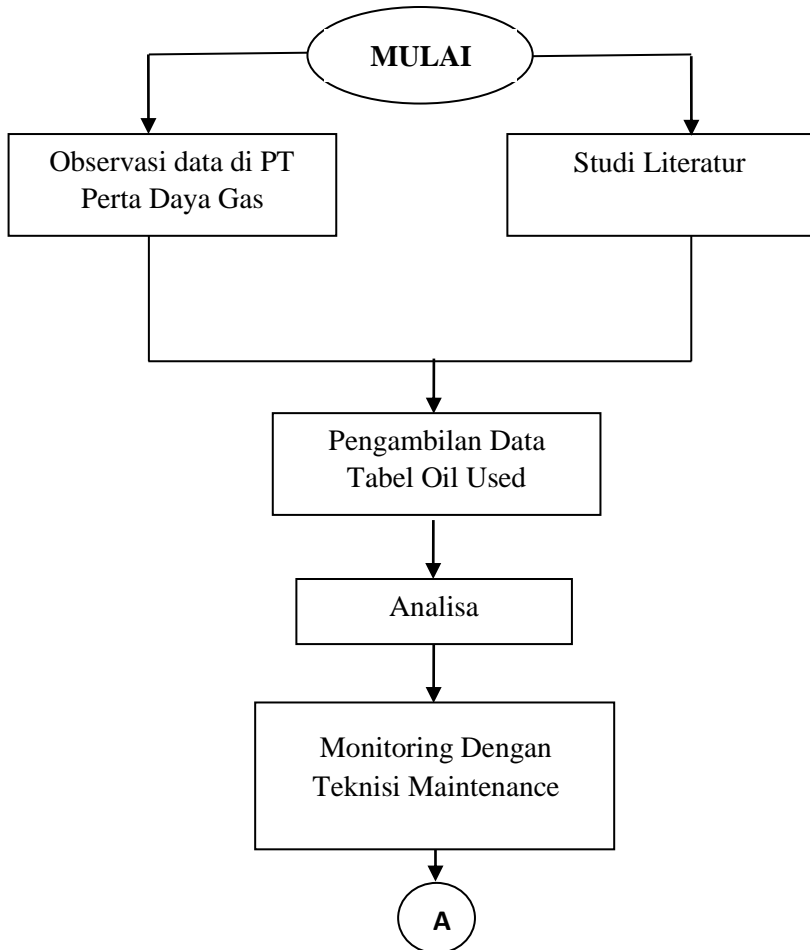 MULAI
Observasi data di PT
Perta Daya Gas
Studi Literatur
Pengambilan Data
Tabel Oil Used
Analisa
Monitoring Dengan
Teknisi Maintenance
A